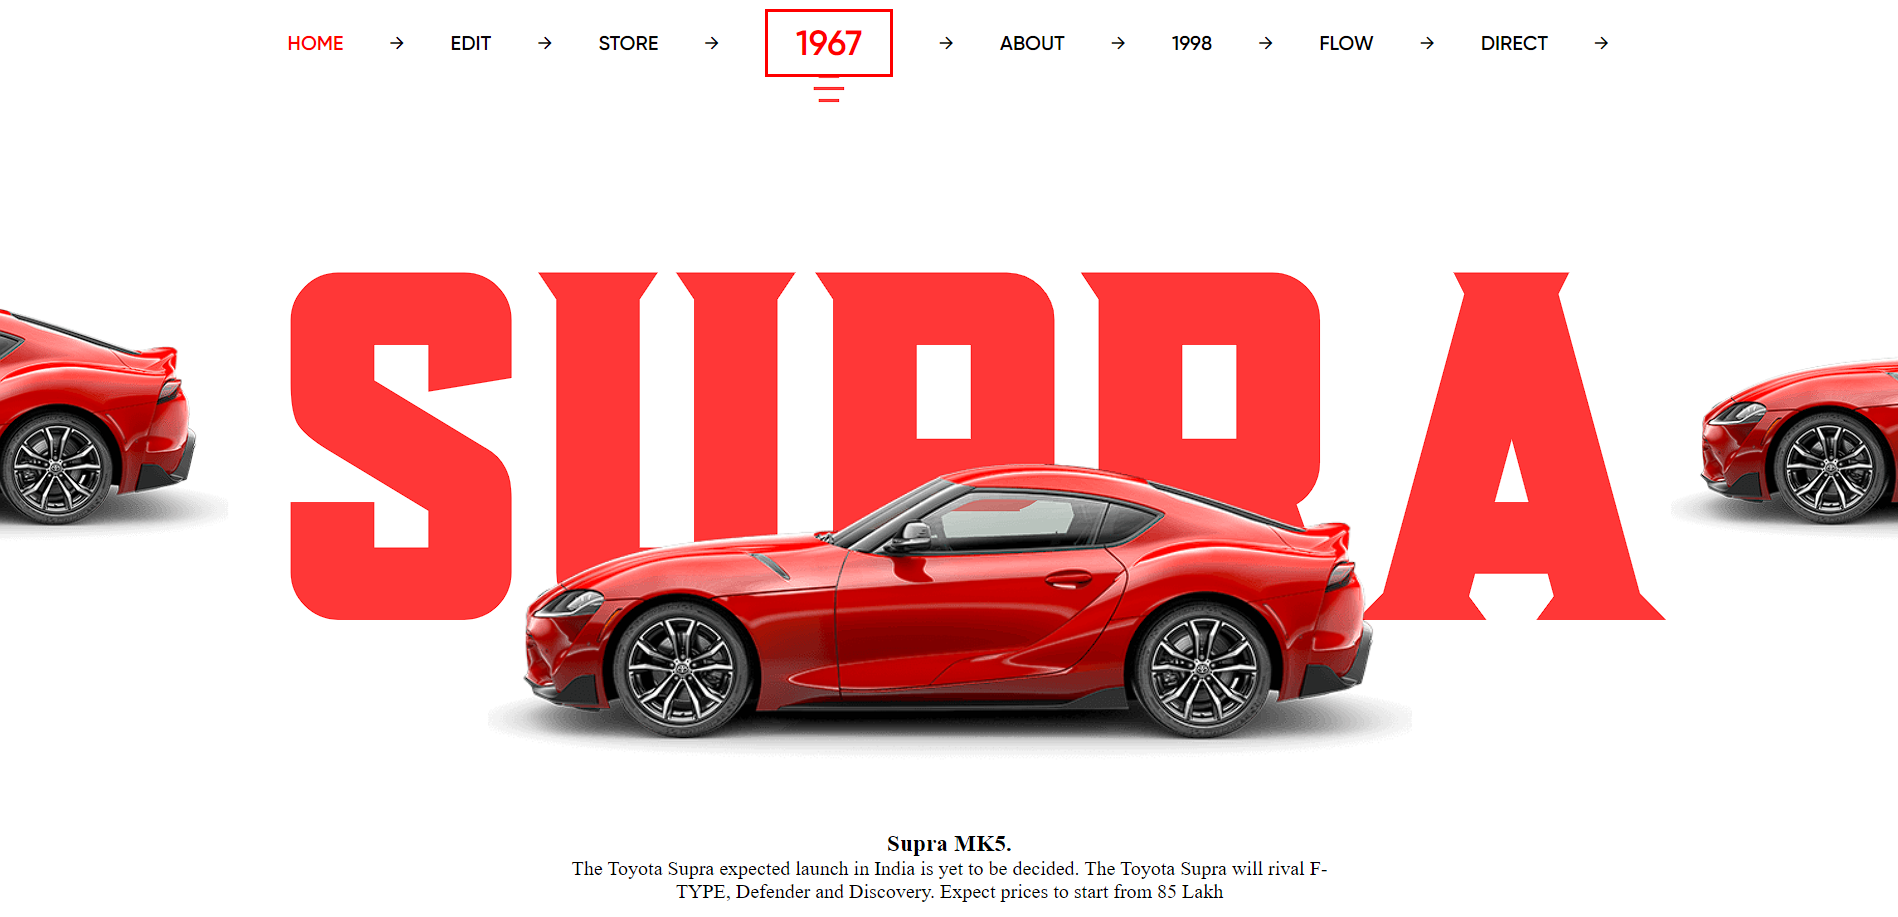 HOME → EDIT → STORE → 1967 → ABOUT → 1998 → FLOW → DIRECT →
SUPRA
Supra MK5.
The Toyota Supra expected launch in India is yet to be decided. The Toyota Supra will rival F-
TYPE, Defender and Discovery. Expect prices to start from 85 Lakh